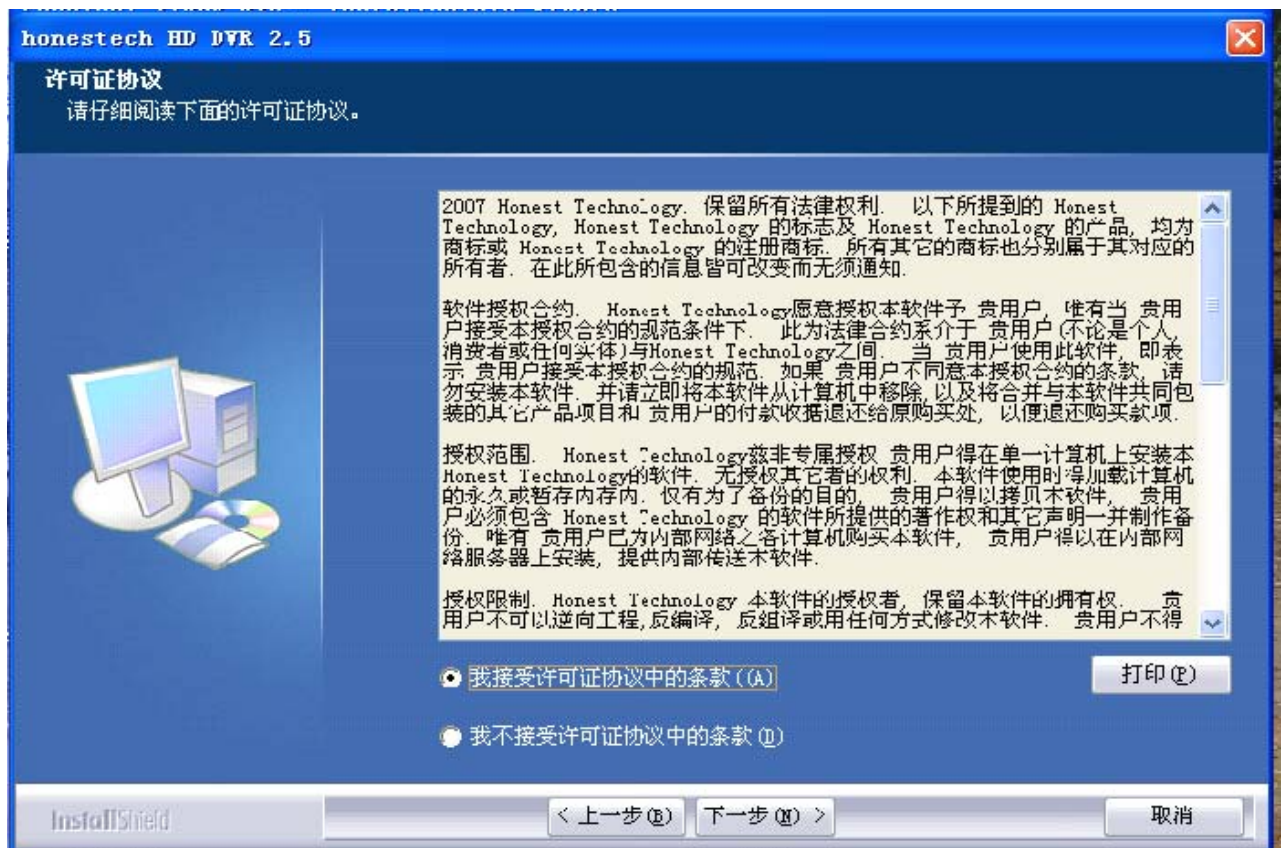 honestech HD DVR 2.5
许可证协议
请仔细阅读下面的许可证协议。
2007 Honest Technology. 保留所有法律权利. 以下所提到的 Honest
Technology, Honest Technology 的标志及 Honest Technology 的产品, 均为
商标或 Honest Technology 的注册商标. 所有其它的商标也分别属于其对应的
所有者. 在此所包含的信息皆可改变而无须通知.
软件授权合约. Honest Technology愿意授权本软件予 贵用户, 唯有当 贵用
户接受本授权合约的规范条件下. 此为法律合约系介于 贵用户(不论是个人,
消费者或任何实体)与Honest Technology之间. 当 贵用户使用此软件, 即表
示 贵用户接受本授权合约的规范. 如果 贵用户不同意本授权合约的条款, 请
勿安装本软件. 并请立即将本软件从计算机中移除,以及将合并与本软件共同包
装的其它产品项目和 贵用户的付款收据退还给原购买处, 以便退还购买款项.
授权范围. Honest Technology兹非专属授权 贵用户得在单一计算机上安装本
Honest Technology的软件. 无授权其它者的权利. 本软件使用时得加载计算机
的永久或暂存内存内. 仅有为了备份的目的, 贵用户得以拷贝本软件, 贵用
户必须包含 Honest Technology 的软件所提供的著作权和其它声明一并制作备
份. 唯有 贵用户已为内部网络之各计算机购买本软件, 贵用户得以在内部网
络服务器上安装, 提供内部传送本软件.
授权限制. Honest Technology 本软件的授权者, 保留本软件的拥有权. 贵
用户不可以逆向工程,反编译, 反组译或用任何方式修改本软件. 贵用户不得
我接受许可证协议中的条款((A)
打印(P)
我不接受许可证协议中的条款(D)
InstallShield
< 上一步(B)
下一步(N) >
取消